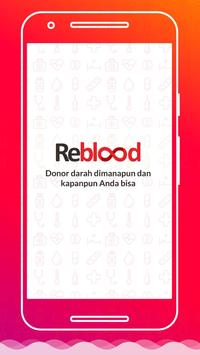 Reblood
Donor darah dimanapun dan
kapanpun Anda bisa